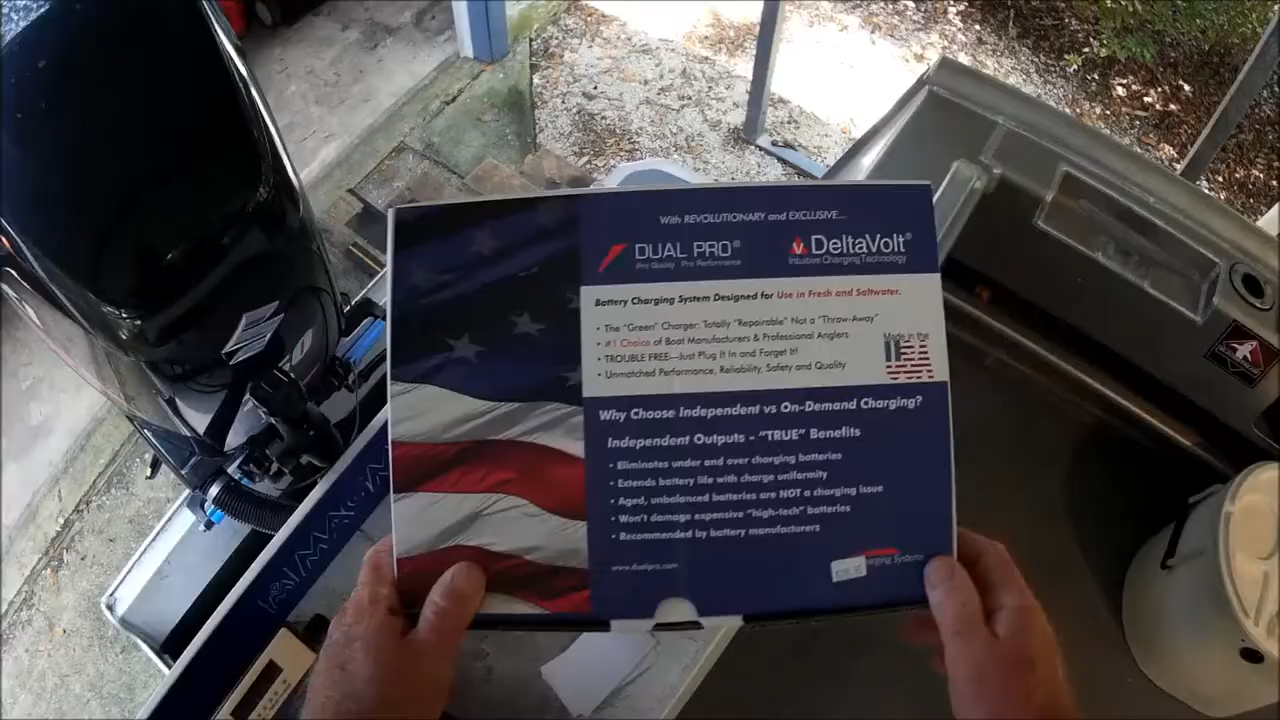 With REVOLUTIONARY and EXCLUSIVE...
DUAL PRO®
Pro Quality Pro Performance
DeltaVolt®
Intuitive Charging Technology
Battery Charging System Designed for Use in Fresh and Saltwater.
• The "Green" Charger: Totally "Repairable" Not a "Throw-Away"
• #1 Choice of Boat Manufacturers & Professional Anglers
• TROUBLE FREE—Just Plug It In and Forget It!
• Unmatched Performance, Reliability, Safety and Quality
Made in the
USA
Why Choose Independent vs On-Demand Charging?
Independent Outputs - "TRUE" Benefits
• Eliminates under and over charging batteries
• Extends battery life with charge uniformity
• Aged, unbalanced batteries are NOT a charging issue
• Won't damage expensive "high-tech" batteries
• Recommended by battery manufacturers
www.dualpro.com
arging Systems